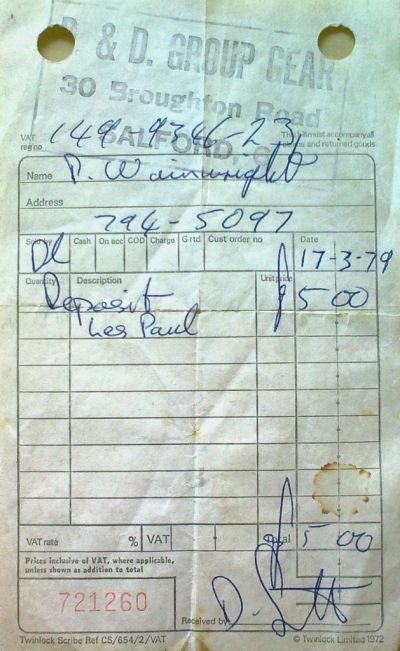 D. & D. GROUP GEAR
30 Broughton Road
SALFORD,
VAT reg no 149-9346-23 This bill must accompany all claims and returned goods
Name D. Wainwright
Address
794-5097
Sold by Cash On acc COD Charge G rtd Cust order no Date
DL 17-3-79
Quantity Description Unit price
Deposit £5 00
Les Paul
VAT rate % VAT Total £5 00
Prices inclusive of VAT, where applicable,
unless shown as addition to total
721260
Received by D.
Twinlock Scribe Ref CS/654/2/VAT © Twinlock Limited 1972